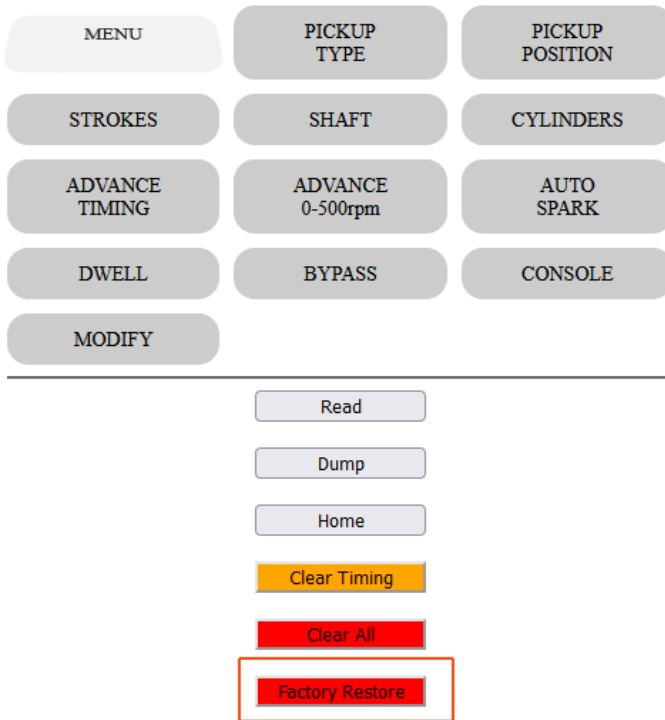 MENU
PICKUP
TYPE
PICKUP
POSITION
STROKES
SHAFT
CYLINDERS
ADVANCE
TIMING
ADVANCE
0-500rpm
AUTO
SPARK
DWELL
BYPASS
CONSOLE
MODIFY
Read
Dump
Home
Clear Timing
Clear All
Factory Restore